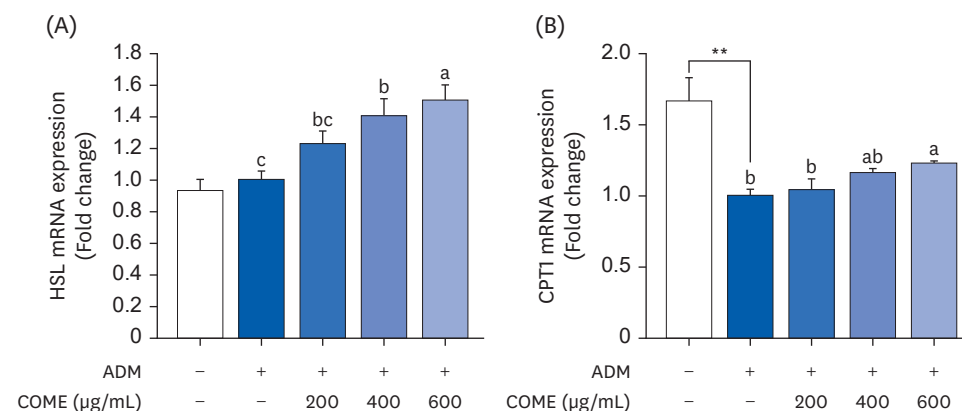 (A)
HSL mRNA expression
(Fold change)
1.8
1.6
1.4
1.2
1.0
0.8
0.6
0.4
0.2
0
c
bc
b
a
ADM − + + + +
COME (µg/mL) − − 200 400 600
(B)
CPT1 mRNA expression
(Fold change)
2.0
1.5
1.0
0.5
0
**
b
b
ab
a
ADM − + + + +
COME (µg/mL) − − 200 400 600